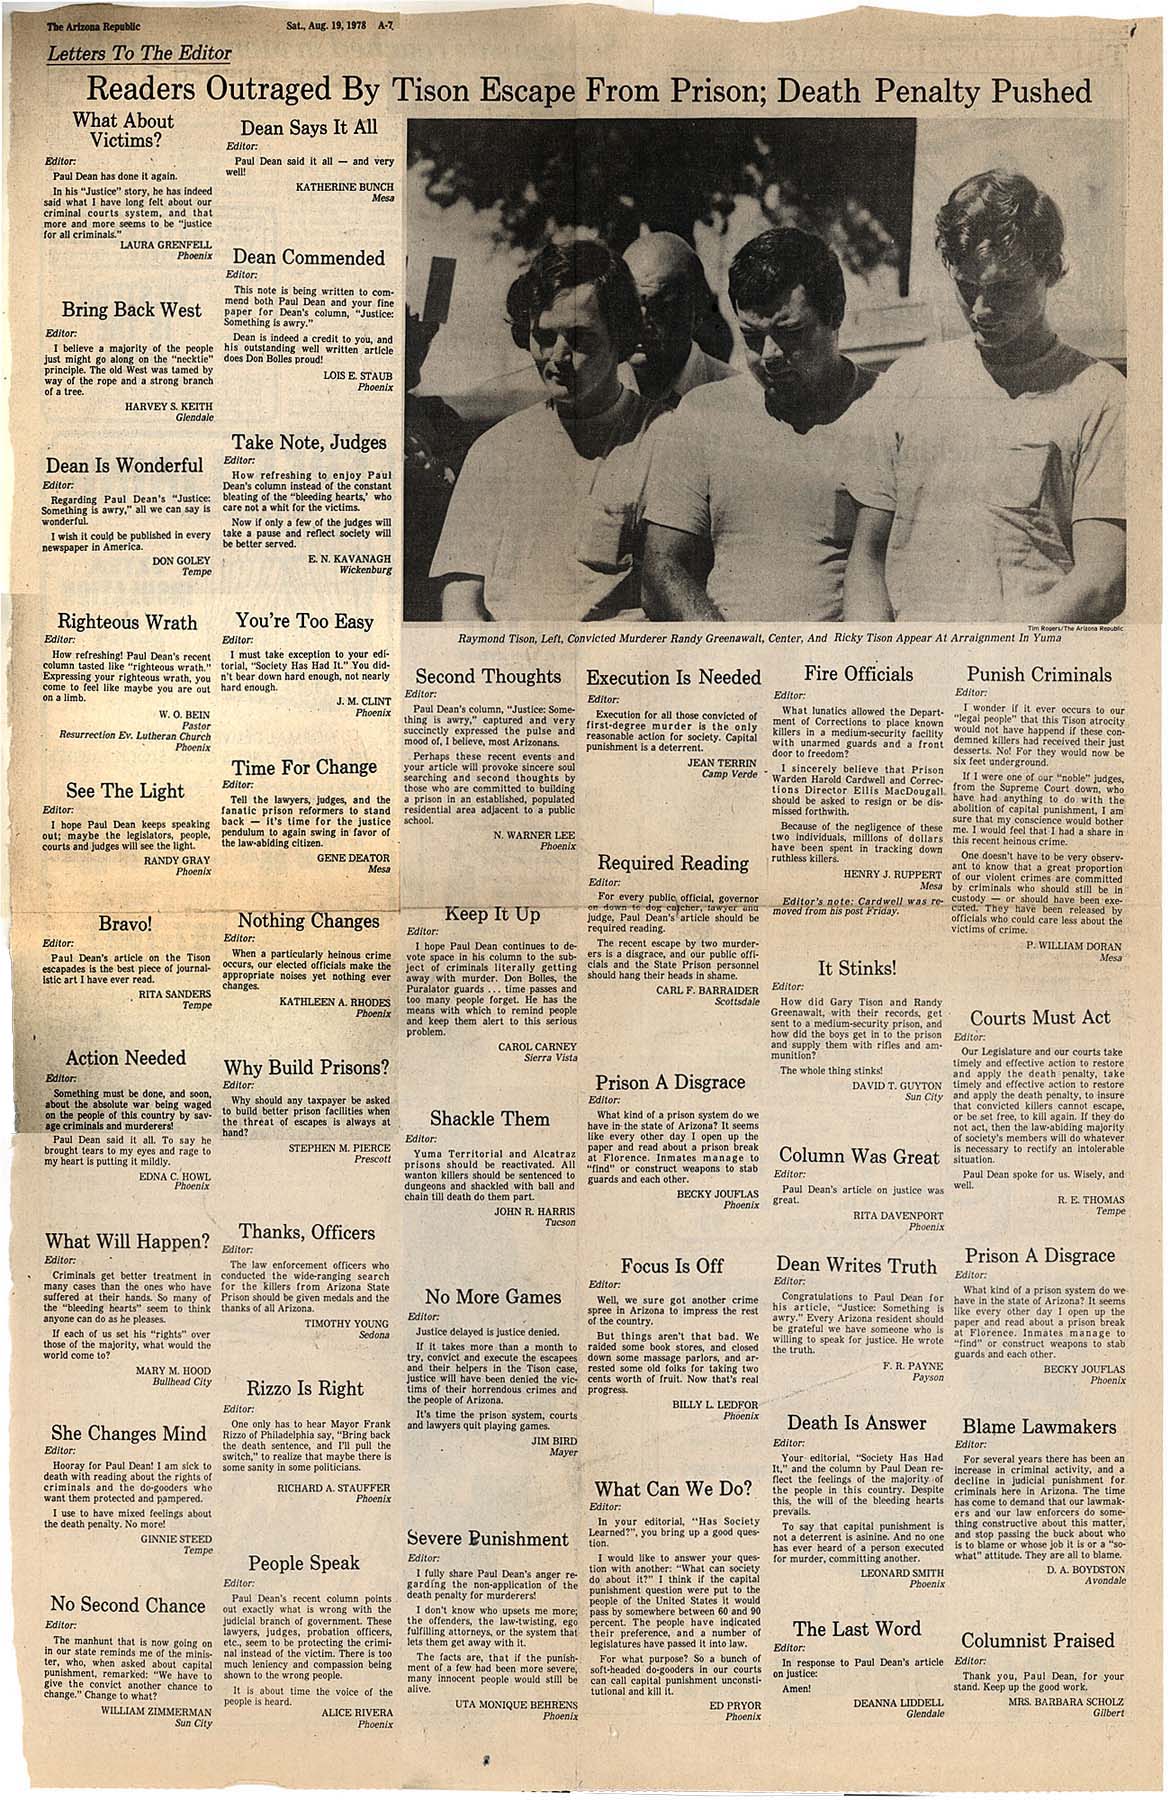 The Arizona Republic Sat., Aug. 19, 1978 A-7
Letters To The Editor
Readers Outraged By Tison Escape From Prison; Death Penalty Pushed
What About
Victims?
Editor:
Paul Dean has done it again.
In his "Justice" story, he has indeed
said what I have long felt about our
criminal courts system, and that
more and more seems to be "justice
for all criminals."
LAURA GRENFELL
Phoenix
Bring Back West
Editor:
I believe a majority of the people
just might go along on the "necktie"
principle. The old West was tamed by
way of the rope and a strong branch
of a tree.
HARVEY S. KEITH
Glendale
Dean Is Wonderful
Editor:
Regarding Paul Dean's "Justice:
Something is awry," all we can say is
wonderful.
I wish it could be published in every
newspaper in America.
DON GOLEY
Tempe
Righteous Wrath
Editor:
How refreshing! Paul Dean's recent
column tasted like "righteous wrath."
Expressing your righteous wrath, you
come to feel like maybe you are out
on a limb.
W. O. BEIN
Pastor
Resurrection Ev. Lutheran Church
Phoenix
See The Light
Editor:
I hope Paul Dean keeps speaking
out; maybe the legislators, people,
courts and judges will see the light.
RANDY GRAY
Phoenix
Bravo!
Editor:
Paul Dean's article on the Tison
escapades is the best piece of journal-
istic art I have ever read.
RITA SANDERS
Tempe
Action Needed
Editor:
Something must be done, and soon,
about the absolute war being waged
on the people of this country by sav-
age criminals and murderers!
Paul Dean said it all. To say he
brought tears to my eyes and rage to
my heart is putting it mildly.
EDNA C. HOWL
Phoenix
What Will Happen?
Editor:
Criminals get better treatment in
many cases than the ones who have
suffered at their hands. So many of
the "bleeding hearts" seem to think
anyone can do as he pleases.
If each of us set his "rights" over
those of the majority, what would the
world come to?
MARY M. HOOD
Bullhead City
She Changes Mind
Editor:
Hooray for Paul Dean! I am sick to
death with reading about the rights of
criminals and the do-gooders who
want them protected and pampered.
I use to have mixed feelings about
the death penalty. No more!
GINNIE STEED
Tempe
No Second Chance
Editor:
The manhunt that is now going on
in our state reminds me of the minis-
ter, who, when asked about capital
punishment, remarked: "We have to
give the convict another chance to
change." Change to what?
WILLIAM ZIMMERMAN
Sun City
Dean Says It All
Editor:
Paul Dean said it all — and very
well!
KATHERINE BUNCH
Mesa
Dean Commended
Editor:
This note is being written to com-
mend both Paul Dean and your fine
paper for Dean's column, "Justice:
Something is awry."
Dean is indeed a credit to you, and
his outstanding well written article
does Don Bolles proud!
LOIS E. STAUB
Phoenix
Take Note, Judges
Editor:
How refreshing to enjoy Paul
Dean's column instead of the constant
bleating of the "bleeding hearts,' who
care not a whit for the victims.
Now if only a few of the judges will
take a pause and reflect society will
be better served.
E. N. KAVANAGH
Wickenburg
You're Too Easy
Editor:
I must take exception to your edi-
torial, "Society Has Had It." You did-
n't bear down hard enough, not nearly
hard enough.
J. M. CLINT
Phoenix
Time For Change
Editor:
Tell the lawyers, judges, and the
fanatic prison reformers to stand
back — it's time for the justice
pendulum to again swing in favor of
the law-abiding citizen.
GENE DEATOR
Mesa
Nothing Changes
Editor:
When a particularly heinous crime
occurs, our elected officials make the
appropriate noises yet nothing ever
changes.
KATHLEEN A. RHODES
Phoenix
Why Build Prisons?
Editor:
Why should any taxpayer be asked
to build better prison facilities when
the threat of escapes is always at
hand?
STEPHEN M. PIERCE
Prescott
Thanks, Officers
Editor:
The law enforcement officers who
conducted the wide-ranging search
for the killers from Arizona State
Prison should be given medals and the
thanks of all Arizona.
TIMOTHY YOUNG
Sedona
Rizzo Is Right
Editor:
One only has to hear Mayor Frank
Rizzo of Philadelphia say, "Bring back
the death sentence, and I'll pull the
switch," to realize that maybe there is
some sanity in some politicians.
RICHARD A. STAUFFER
Phoenix
People Speak
Editor:
Paul Dean's recent column points
out exactly what is wrong with the
judicial branch of government. These
lawyers, judges, probation officers,
etc., seem to be protecting the crimi-
nal instead of the victim. There is too
much leniency and compassion being
shown to the wrong people.
It is about time the voice of the
people is heard.
ALICE RIVERA
Phoenix
Tim Rogers/The Arizona Republic
Raymond Tison, Left, Convicted Murderer Randy Greenawalt, Center, And Ricky Tison Appear At Arraignment In Yuma
Second Thoughts
Editor:
Paul Dean's column, "Justice: Some-
thing is awry," captured and very
succinctly expressed the pulse and
mood of, I believe, most Arizonans.
Perhaps these recent events and
your article will provoke sincere soul
searching and second thoughts by
those who are committed to building
a prison in an established, populated
residential area adjacent to a public
school.
N. WARNER LEE
Phoenix
Keep It Up
Editor:
I hope Paul Dean continues to de-
vote space in his column to the sub-
ject of criminals literally getting
away with murder. Don Bolles, the
Puralator guards ... time passes and
too many people forget. He has the
means with which to remind people
and keep them alert to this serious
problem.
CAROL CARNEY
Sierra Vista
Shackle Them
Editor:
Yuma Territorial and Alcatraz
prisons should be reactivated. All
wanton killers should be sentenced to
dungeons and shackled with ball and
chain till death do them part.
JOHN R. HARRIS
Tucson
No More Games
Editor:
Justice delayed is justice denied.
If it takes more than a month to
try, convict and execute the escapees
and their helpers in the Tison case,
justice will have been denied the vic-
tims of their horrendous crimes and
the people of Arizona.
It's time the prison system, courts
and lawyers quit playing games.
JIM BIRD
Mayer
Severe Punishment
Editor:
I fully share Paul Dean's anger re-
garding the non-application of the
death penalty for murderers!
I don't know who upsets me more;
the offenders, the law-twisting, ego
fulfilling attorneys, or the system that
lets them get away with it.
The facts are, that if the punish-
ment of a few had been more severe,
many innocent people would still be
alive.
UTA MONIQUE BEHRENS
Phoenix
Execution Is Needed
Editor:
Execution for all those convicted of
first-degree murder is the only
reasonable action for society. Capital
punishment is a deterrent.
JEAN TERRIN
Camp Verde
Required Reading
Editor:
For every public official, governor
on down to dog catcher, lawyer and
judge, Paul Dean's article should be
required reading.
The recent escape by two murder-
ers is a disgrace, and our public offi-
cials and the State Prison personnel
should hang their heads in shame.
CARL F. BARRAIDER
Scottsdale
Prison A Disgrace
Editor:
What kind of a prison system do we
have in the state of Arizona? It seems
like every other day I open up the
paper and read about a prison break
at Florence. Inmates manage to
"find" or construct weapons to stab
guards and each other.
BECKY JOUFLAS
Phoenix
Focus Is Off
Editor:
Well, we sure got another crime
spree in Arizona to impress the rest
of the country.
But things aren't that bad. We
raided some book stores, and closed
down some massage parlors, and ar-
rested some old folks for taking two
cents worth of fruit. Now that's real
progress.
BILLY L. LEDFOR
Phoenix
What Can We Do?
Editor:
In your editorial, "Has Society
Learned?", you bring up a good ques-
tion.
I would like to answer your ques-
tion with another: "What can society
do about it?" I think if the capital
punishment question were put to the
people of the United States it would
pass by somewhere between 60 and 90
percent. The people have indicated
their preference, and a number of
legislatures have passed it into law.
For what purpose? So a bunch of
soft-headed do-gooders in our courts
can call capital punishment unconsti-
tutional and kill it.
ED PRYOR
Phoenix
Fire Officials
Editor:
What lunatics allowed the Depart-
ment of Corrections to place known
killers in a medium-security facility
with unarmed guards and a front
door to freedom?
I sincerely believe that Prison
Warden Harold Cardwell and Correc-
tions Director Ellis MacDougall
should be asked to resign or be dis-
missed forthwith.
Because of the negligence of these
two individuals, millions of dollars
have been spent in tracking down
ruthless killers.
HENRY J. RUPPERT
Mesa
Editor's note: Cardwell was re-
moved from his post Friday.
It Stinks!
Editor:
How did Gary Tison and Randy
Greenawalt, with their records, get
sent to a medium-security prison, and
how did the boys get in to the prison
and supply them with rifles and am-
munition?
The whole thing stinks!
DAVID T. GUYTON
Sun City
Column Was Great
Editor:
Paul Dean's article on justice was
great.
RITA DAVENPORT
Phoenix
Dean Writes Truth
Editor:
Congratulations to Paul Dean for
his article, "Justice: Something is
awry." Every Arizona resident should
be grateful we have someone who is
willing to speak for justice. He wrote
the truth.
F. R. PAYNE
Payson
Death Is Answer
Editor:
Your editorial, "Society Has Had
It," and the column by Paul Dean re-
flect the feelings of the majority of
the people in this country. Despite
this, the will of the bleeding hearts
prevails.
To say that capital punishment is
not a deterrent is asinine. And no one
has ever heard of a person executed
for murder, committing another.
LEONARD SMITH
Phoenix
The Last Word
Editor:
In response to Paul Dean's article
on justice:
Amen!
DEANNA LIDDELL
Glendale
Punish Criminals
Editor:
I wonder if it ever occurs to our
"legal people" that this Tison atrocity
would not have happend if these con-
demned killers had received their just
desserts. No! For they would now be
six feet underground.
If I were one of our "noble" judges,
from the Supreme Court down, who
have had anything to do with the
abolition of capital punishment, I am
sure that my conscience would bother
me. I would feel that I had a share in
this recent heinous crime.
One doesn't have to be very observ-
ant to know that a great proportion
of our violent crimes are committed
by criminals who should still be in
custody — or should have been exe-
cuted. They have been released by
officials who could care less about the
victims of crime.
P. WILLIAM DORAN
Mesa
Courts Must Act
Editor:
Our Legislature and our courts take
timely and effective action to restore
and apply the death penalty, take
timely and effective action to restore
and apply the death penalty, to insure
that convicted killers cannot escape,
or be set free, to kill again. If they do
not act, then the law-abiding majority
of society's members will do whatever
is necessary to rectify an intolerable
situation.
Paul Dean spoke for us. Wisely, and
well.
R. E. THOMAS
Tempe
Prison A Disgrace
Editor:
What kind of a prison system do we
have in the state of Arizona? It seems
like every other day I open up the
paper and read about a prison break
at Florence. Inmates manage to
"find" or construct weapons to stab
guards and each other.
BECKY JOUFLAS
Phoenix
Blame Lawmakers
Editor:
For several years there has been an
increase in criminal activity, and a
decline in judicial punishment for
criminals here in Arizona. The time
has come to demand that our lawmak-
ers and our law enforcers do some-
thing constructive about this matter,
and stop passing the buck about who
is to blame or whose job it is or a "so-
what" attitude. They are all to blame.
D. A. BOYDSTON
Avondale
Columnist Praised
Editor:
Thank you, Paul Dean, for your
stand. Keep up the good work.
MRS. BARBARA SCHOLZ
Gilbert